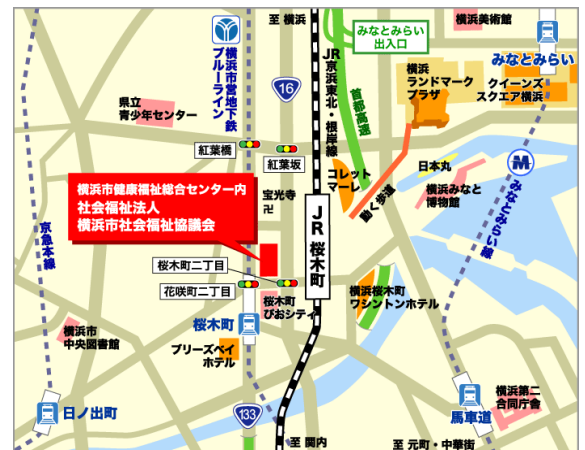 至 横浜
横浜美術館
みなとみらい
出入口
みなとみらい
横浜市営地下鉄
ブルーライン
16
JR京浜東北・根岸線
首都高速
横浜
ランドマーク
プラザ
クイーンズ
スクエア横浜
県立
青少年センター
紅葉橋
紅葉坂
コレット
マーレ
動く歩道
日本丸
横浜みなと
博物館
みなとみらい線
横浜市健康福祉総合センター内
社会福祉法人
横浜市社会福祉協議会
宝光寺
卍
JR 桜木町
京急本線
桜木町二丁目
花咲町二丁目
桜木町
ぴおシティ
横浜桜木町
ワシントンホテル
桜木町
横浜市
中央図書館
ブリーズベイ
ホテル
日ノ出町
133
馬車道
横浜第二
合同庁舎
至 関内
至 元町・中華街